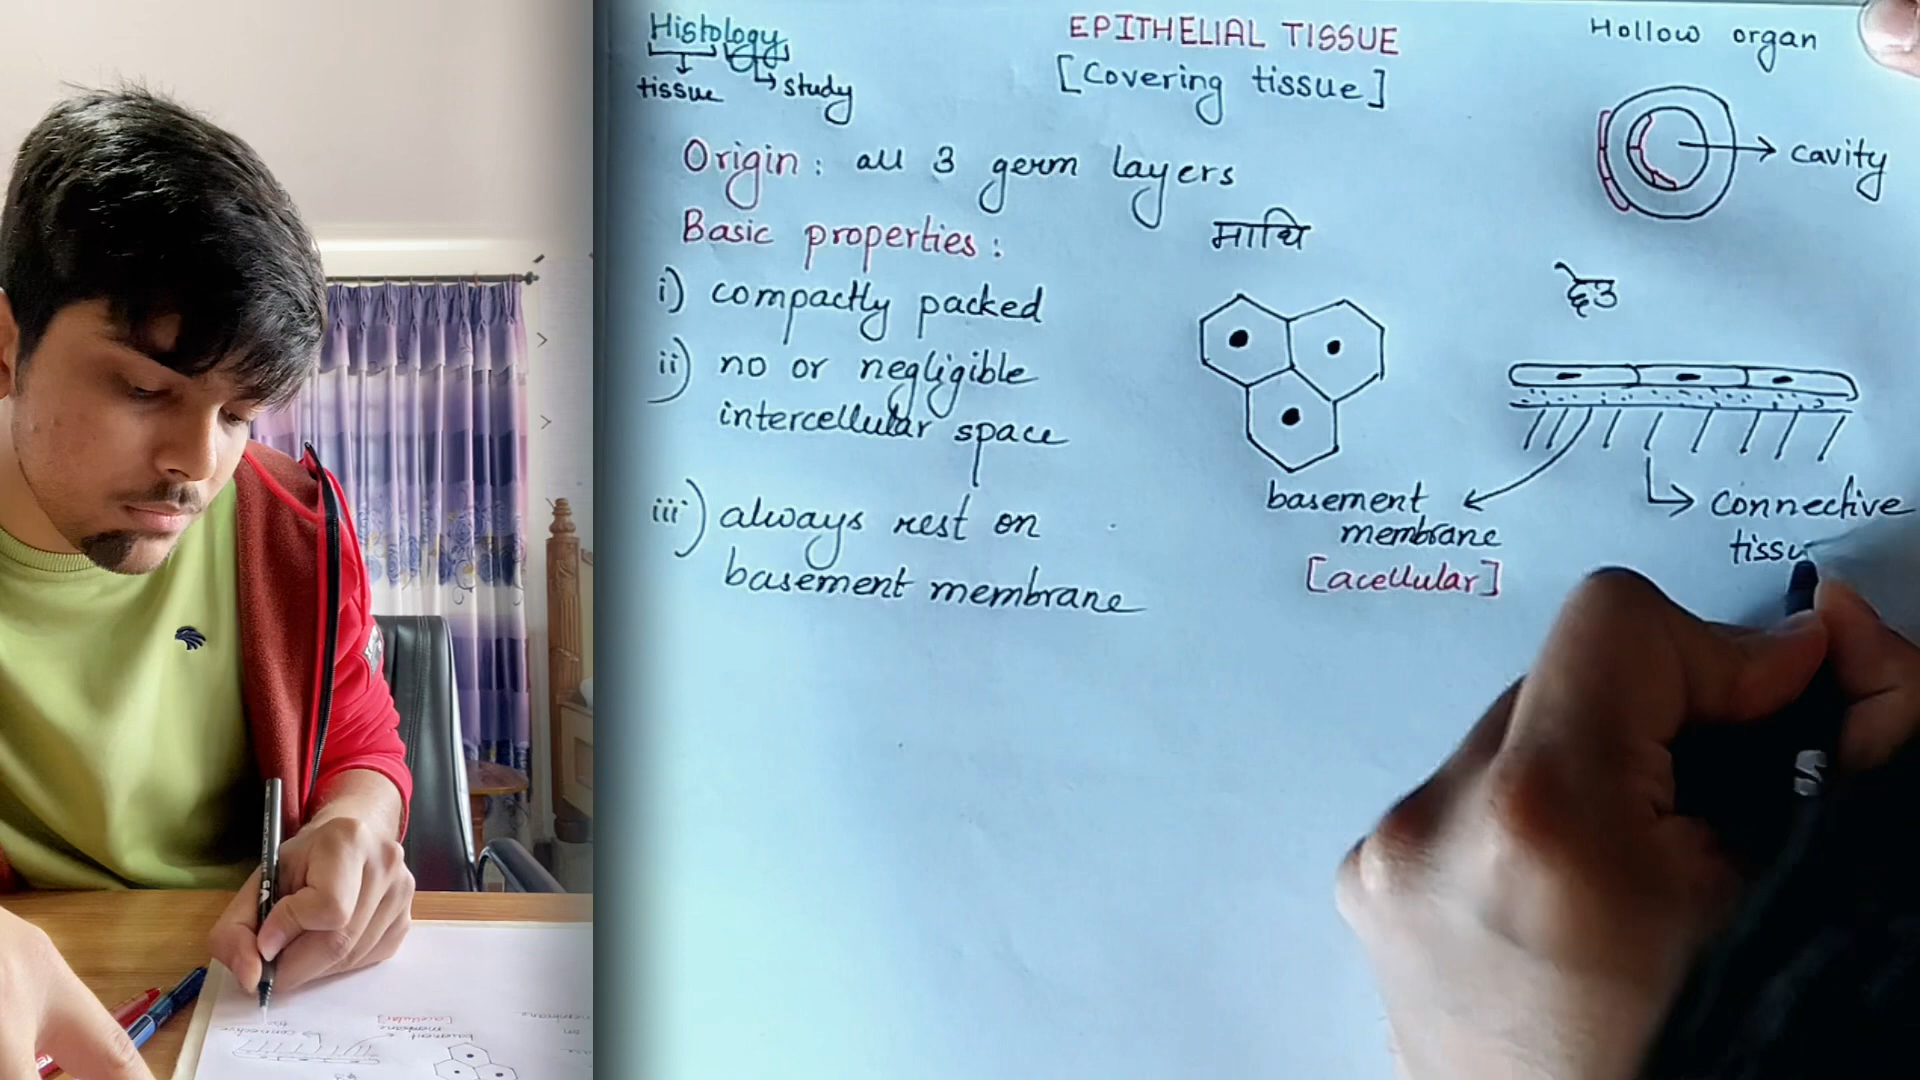 Histology
tissue
study
EPITHELIAL TISSUE
[Covering tissue]
Hollow organ
cavity
Origin: all 3 germ layers
Basic properties:
i) compactly packed
ii) no or negligible
intercellular space
iii) always rest on
basement membrane
माथि
basement
membrane
[acellular]
connective
tissu